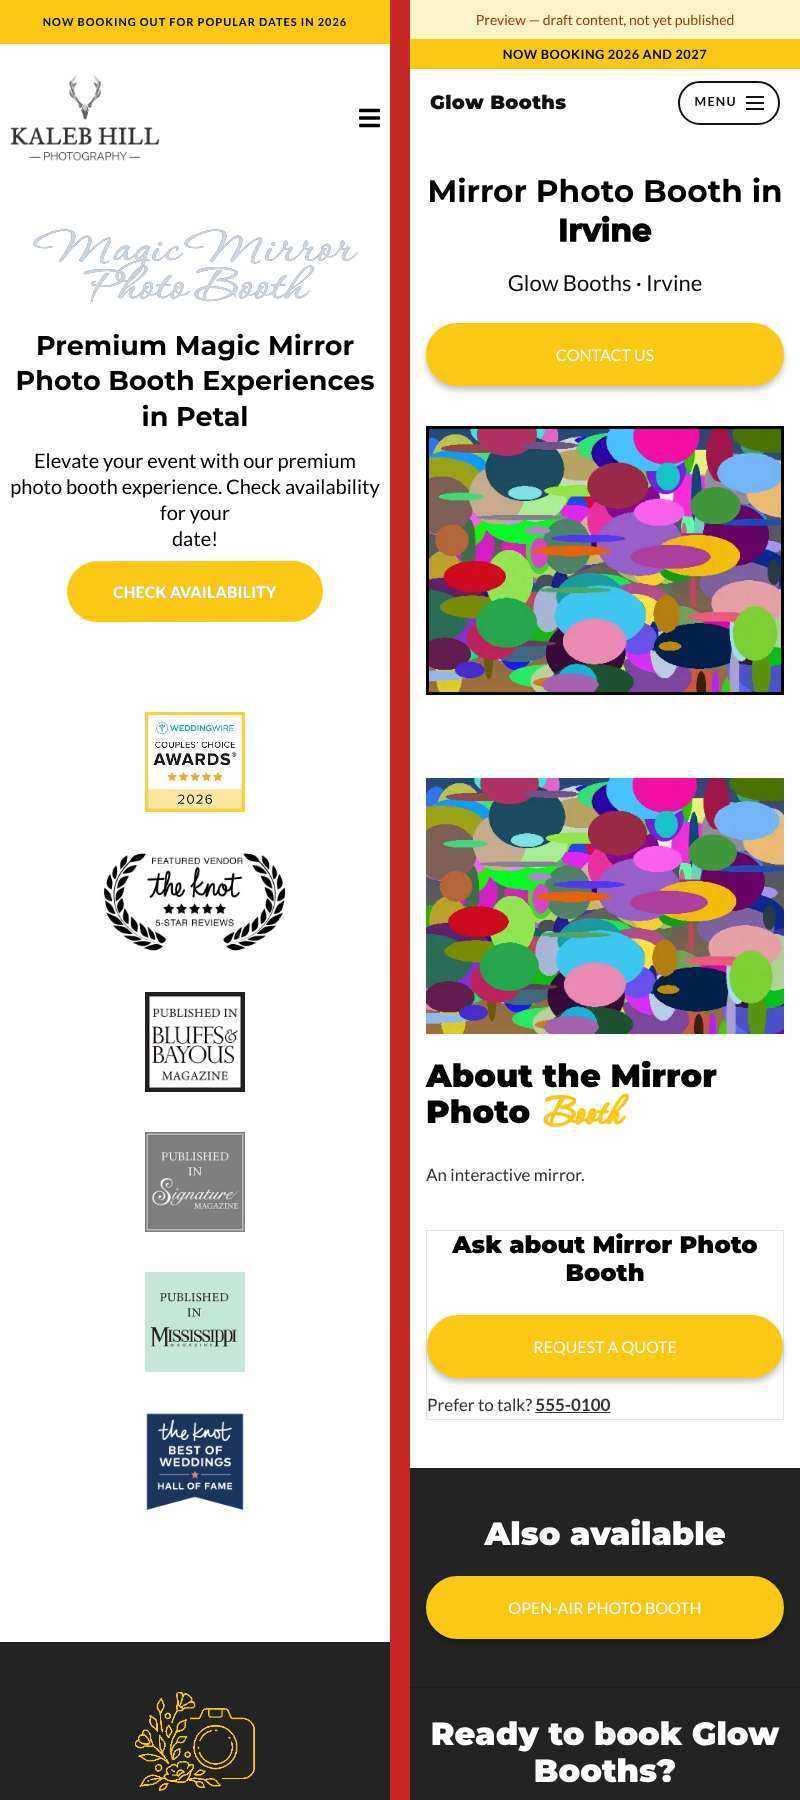 NOW BOOKING OUT FOR POPULAR DATES IN 2026
KALEB HILL
— PHOTOGRAPHY —
Magic Mirror
Photo Booth
Premium Magic Mirror
Photo Booth Experiences
in Petal
Elevate your event with our premium
photo booth experience. Check availability
for your
date!
CHECK AVAILABILITY
WEDDINGWIRE
COUPLES' CHOICE
AWARDS®
2026
FEATURED VENDOR
the knot
5-STAR REVIEWS
PUBLISHED IN
BLUFFS&
BAYOUS
MAGAZINE
PUBLISHED
IN
Signature
MAGAZINE
PUBLISHED
IN
MISSISSIPPI
MAGAZINE
the knot
BEST OF
WEDDINGS
HALL OF FAME
Preview — draft content, not yet published
NOW BOOKING 2026 AND 2027
Glow Booths
MENU
Mirror Photo Booth in
Irvine
Glow Booths · Irvine
CONTACT US
About the Mirror
Photo Booth
An interactive mirror.
Ask about Mirror Photo
Booth
REQUEST A QUOTE
Prefer to talk? 555-0100
Also available
OPEN-AIR PHOTO BOOTH
Ready to book Glow
Booths?